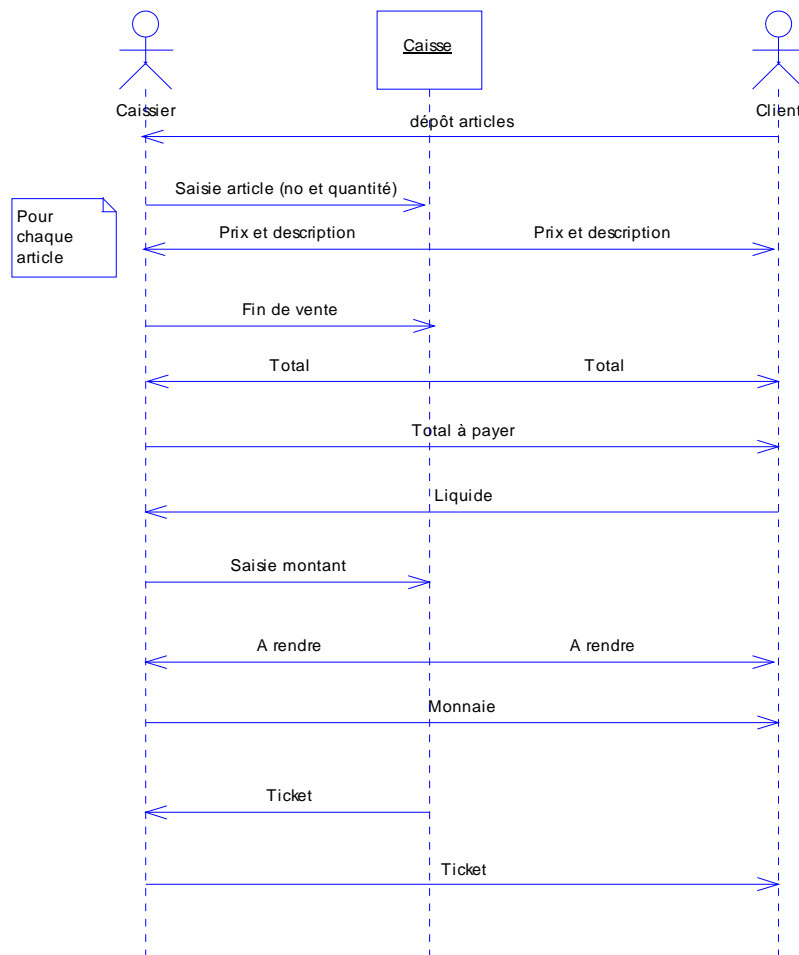 Caisse
Caissier
Client
dépôt articles
Saisie article (no et quantité)
Pour
chaque
article
Prix et description
Prix et description
Fin de vente
Total
Total
Total à payer
Liquide
Saisie montant
A rendre
A rendre
Monnaie
Ticket
Ticket